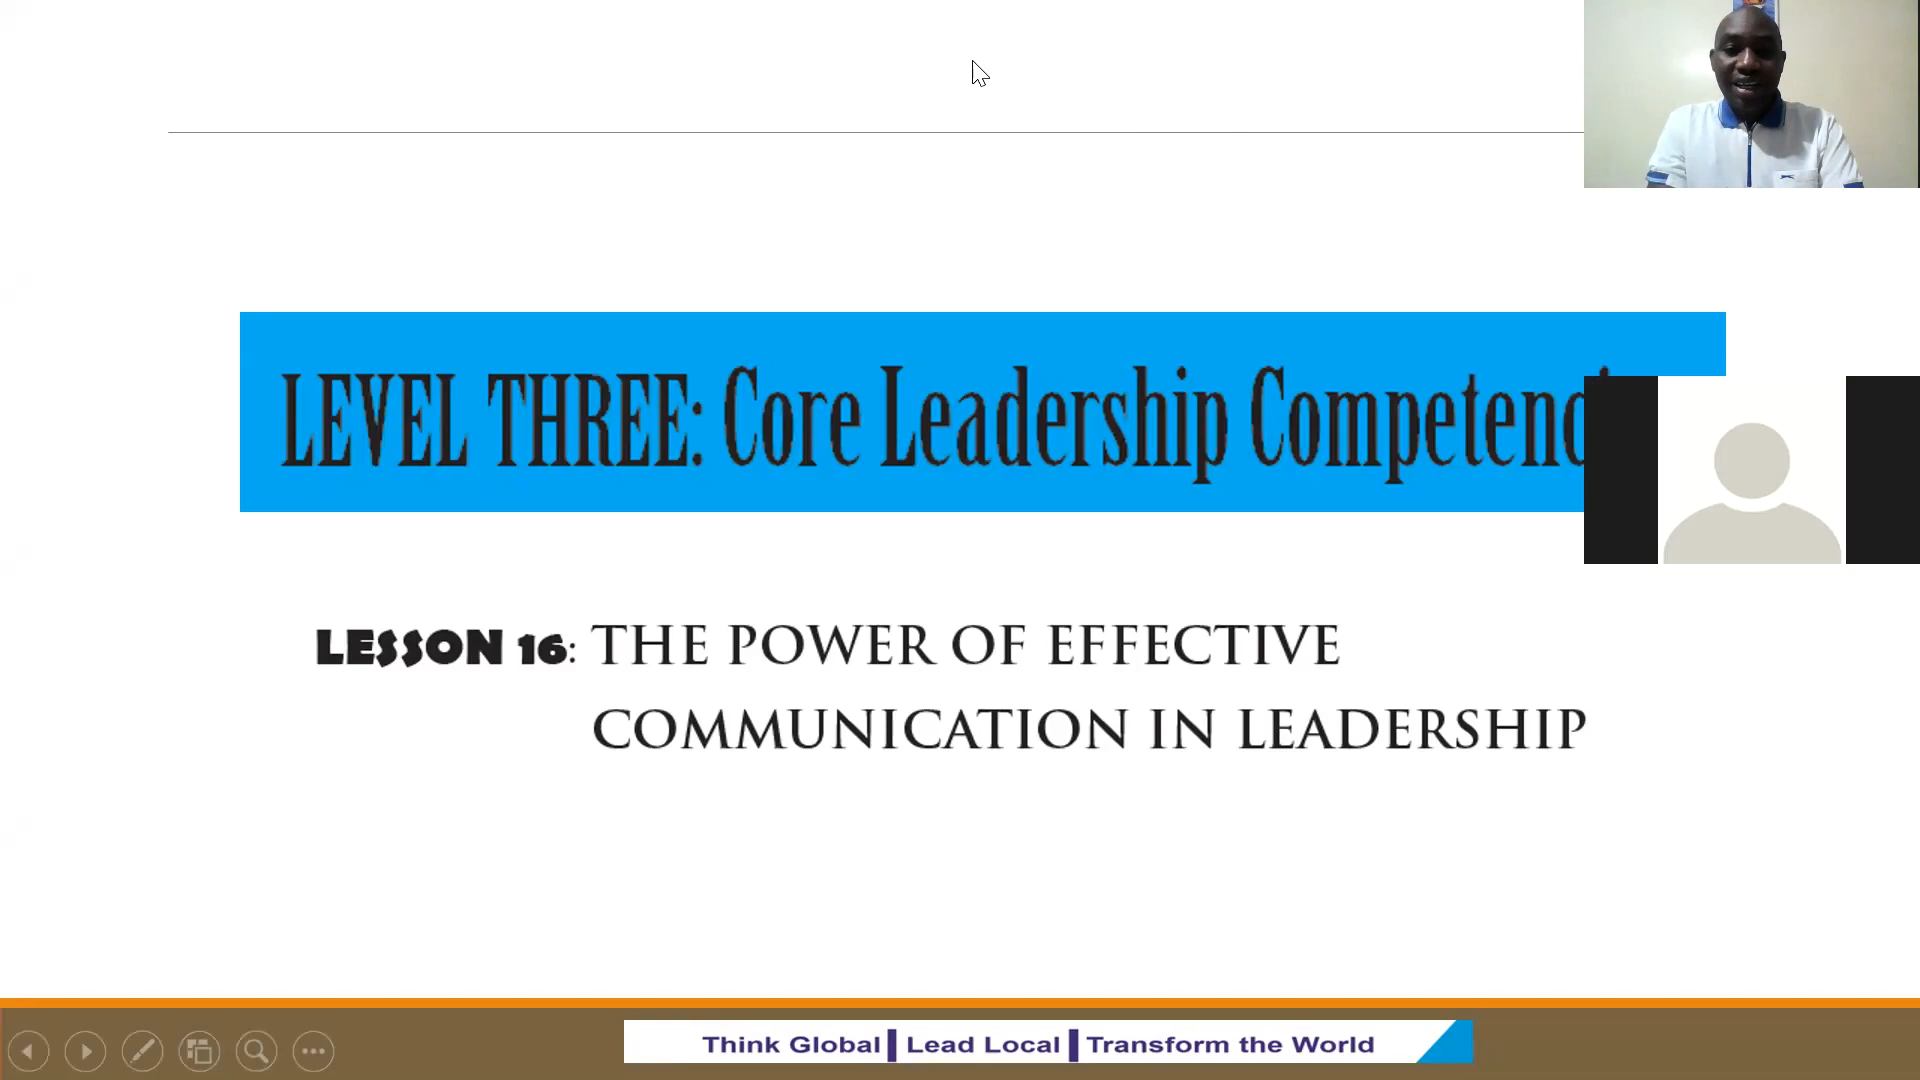 LEVEL THREE: Core Leadership
LESSON 16: THE POWER OF EFFECTIVE
COMMUNICATION IN LEADERSHIP
Think Global | Lead Local | Transform the World